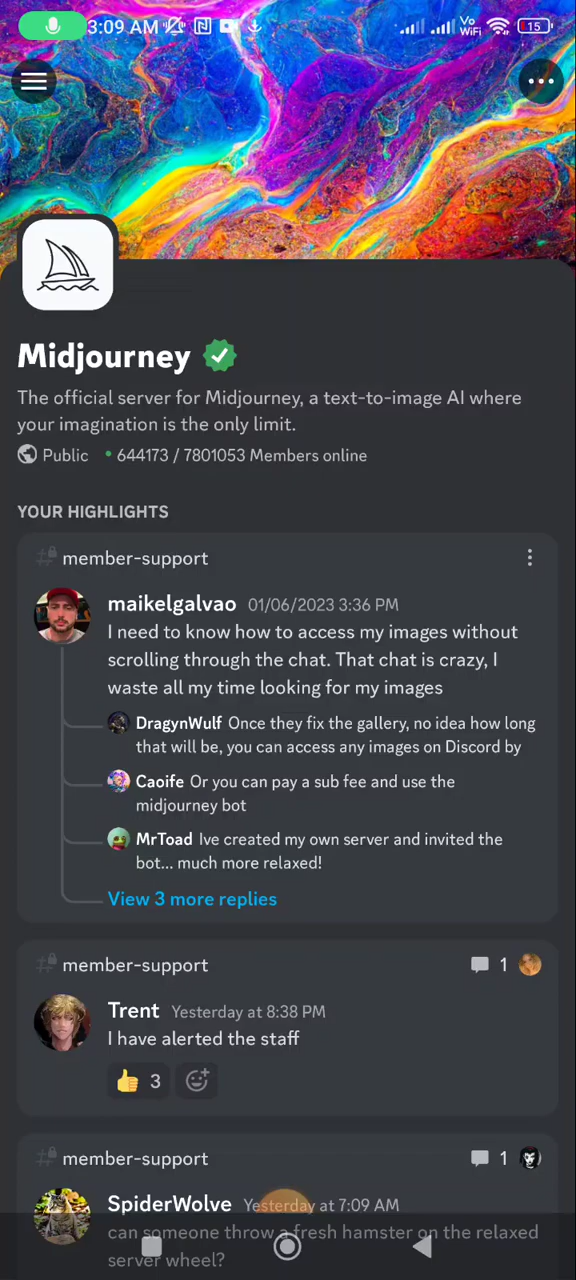 3:09 AM
Vo
WiFi
15
Midjourney
The official server for Midjourney, a text-to-image AI where
your imagination is the only limit.
Public • 644173 / 7801053 Members online
YOUR HIGHLIGHTS
member-support
maikelgalvao 01/06/2023 3:36 PM
I need to know how to access my images without
scrolling through the chat. That chat is crazy, I
waste all my time looking for my images
DragynWulf Once they fix the gallery, no idea how long
that will be, you can access any images on Discord by
Caoife Or you can pay a sub fee and use the
midjourney bot
MrToad Ive created my own server and invited the
bot... much more relaxed!
View 3 more replies
member-support
1
Trent Yesterday at 8:38 PM
I have alerted the staff
👍 3
member-support
1
SpiderWolve Yesterday at 7:09 AM
can someone throw a fresh hamster on the relaxed
server wheel?